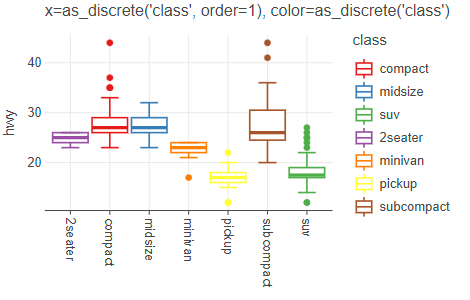 x=as_discrete('class', order=1), color=as_discrete('class')
class
compact
midsize
suv
2seater
minivan
pickup
subcompact
hwy
40
30
20
2seater
compact
midsize
minivan
pickup
subcompact
suv